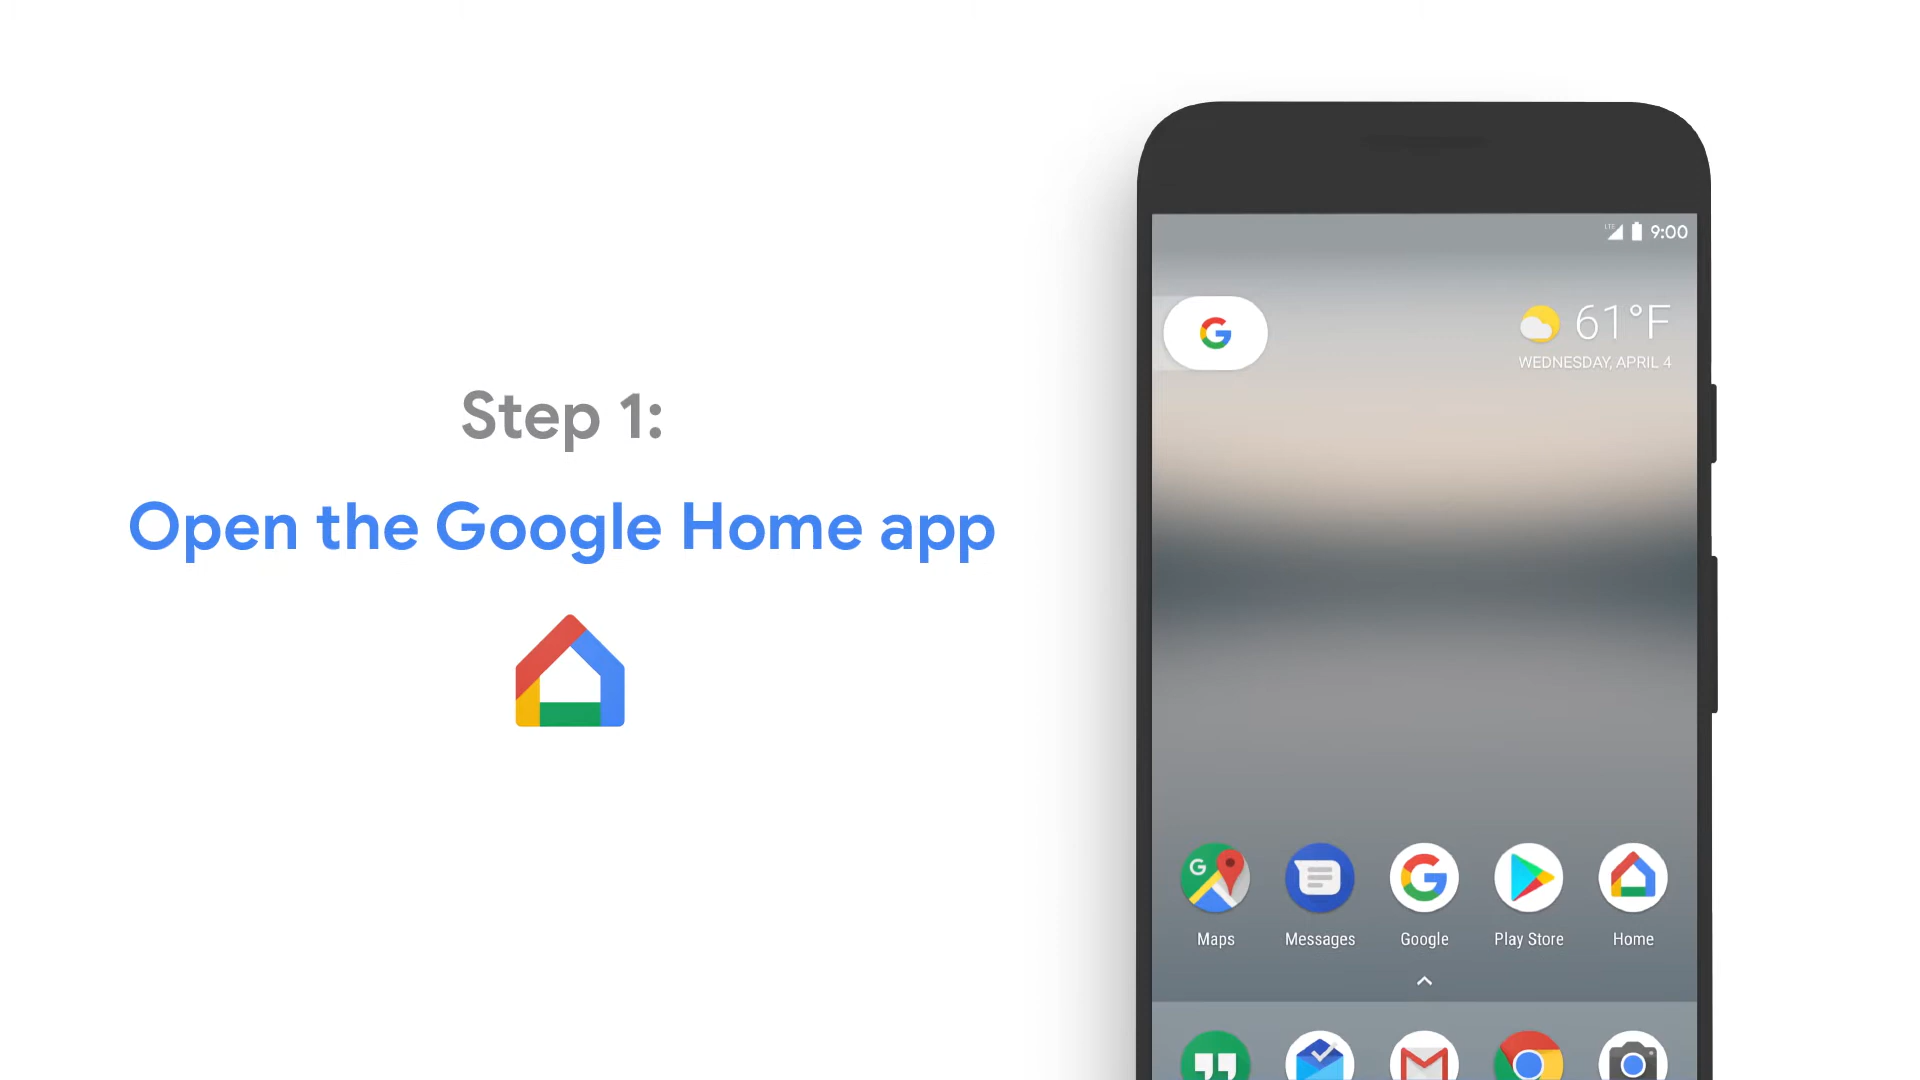 Step 1:
Open the Google Home app
LTE
9:00
G
61°F
WEDNESDAY, APRIL 4
G
G
Maps
Messages
Google
Play Store
Home